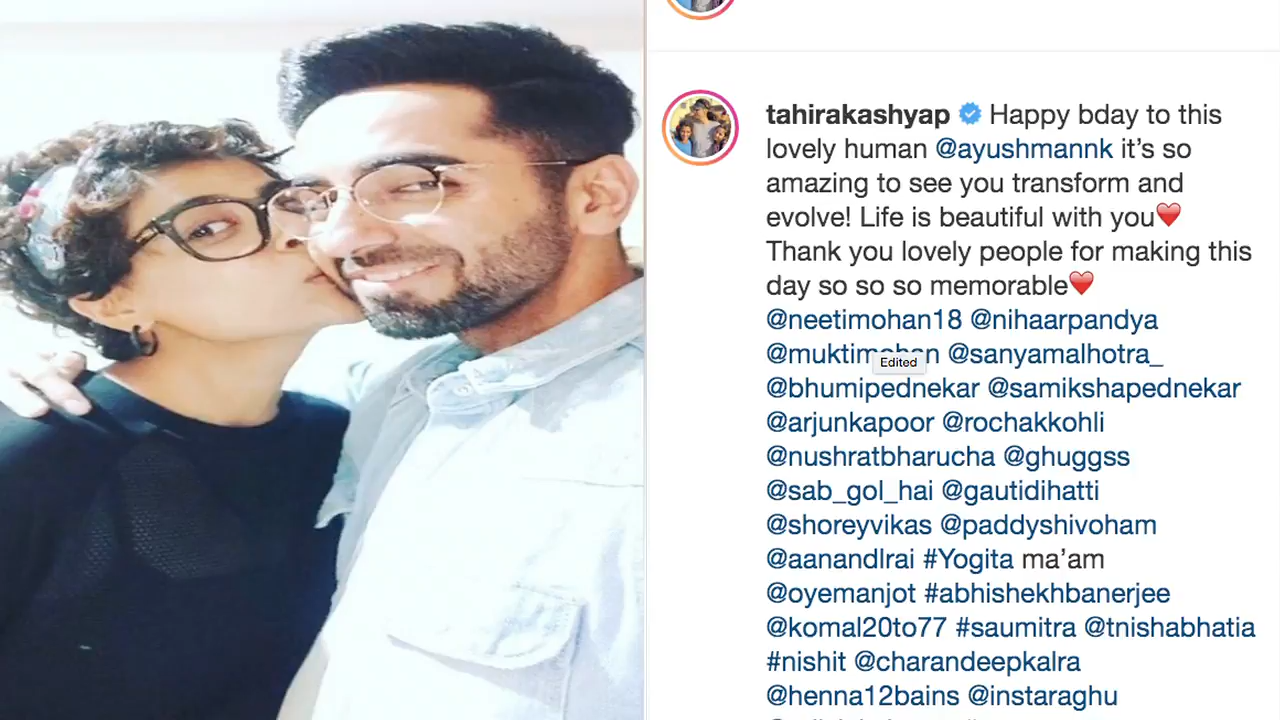 tahirakashyap Happy bday to this
lovely human @ayushmannk it’s so
amazing to see you transform and
evolve! Life is beautiful with you❤️
Thank you lovely people for making this
day so so so memorable❤️
@neetimohan18 @nihaarpandya
@muktimohan @sanyamalhotra_
Edited
@bhumipednekar @samikshapednekar
@arjunkapoor @rochakkohli
@nushratbharucha @ghuggss
@sab_gol_hai @gautidihatti
@shoreyvikas @paddyshivoham
@aanandlrai #Yogita ma’am
@oyemanjot #abhishekhbanerjee
@komal20to77 #saumitra @tnishabhatia
#nishit @charandeepkalra
@henna12bains @instaraghu